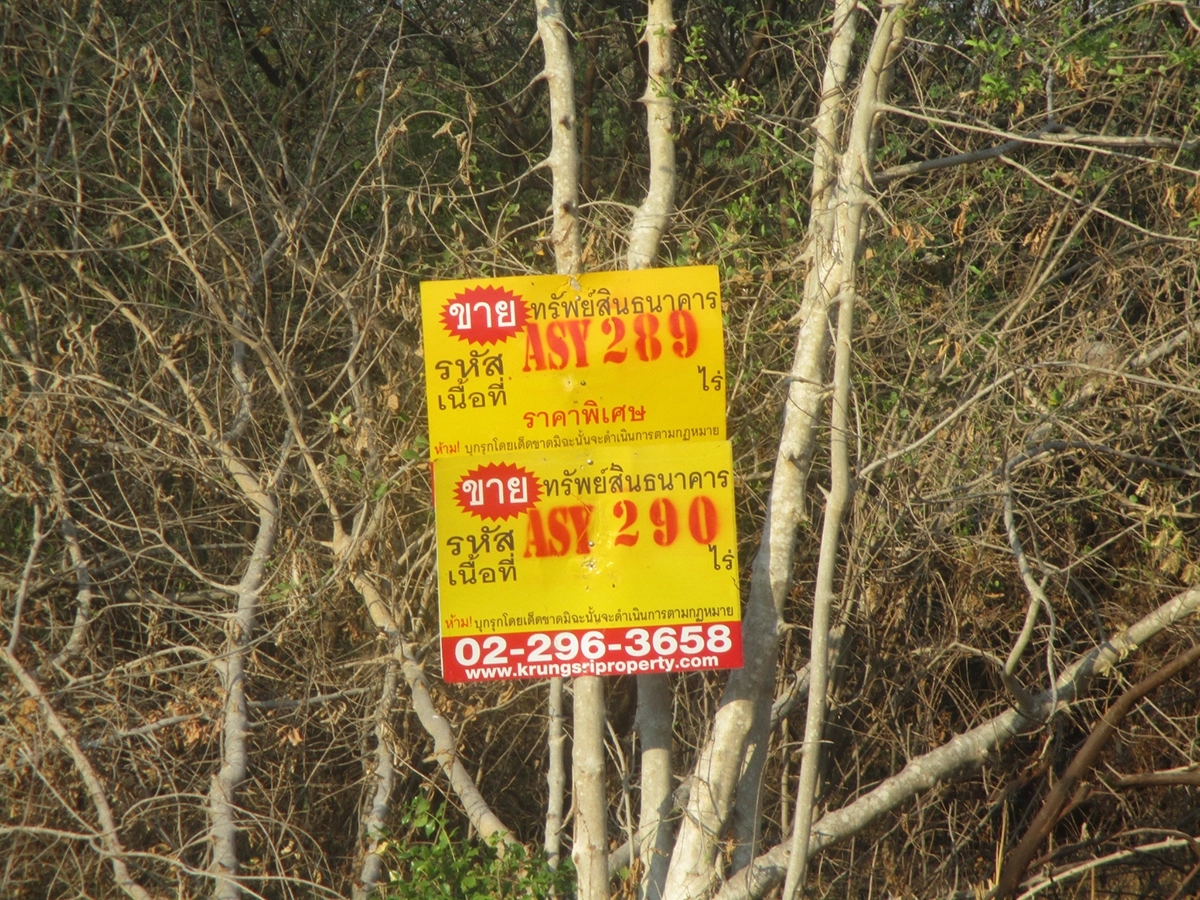 ขาย ทรัพย์สินธนาคาร
รหัส ASY 289
เนื้อที่ ไร่
ราคาพิเศษ
ห้าม! บุกรุกโดยเด็ดขาดมิฉะนั้นจะดำเนินการตามกฎหมาย
ขาย ทรัพย์สินธนาคาร
รหัส ASY 290
เนื้อที่ ไร่
ห้าม! บุกรุกโดยเด็ดขาดมิฉะนั้นจะดำเนินการตามกฎหมาย
02-296-3658
www.krungsriproperty.com